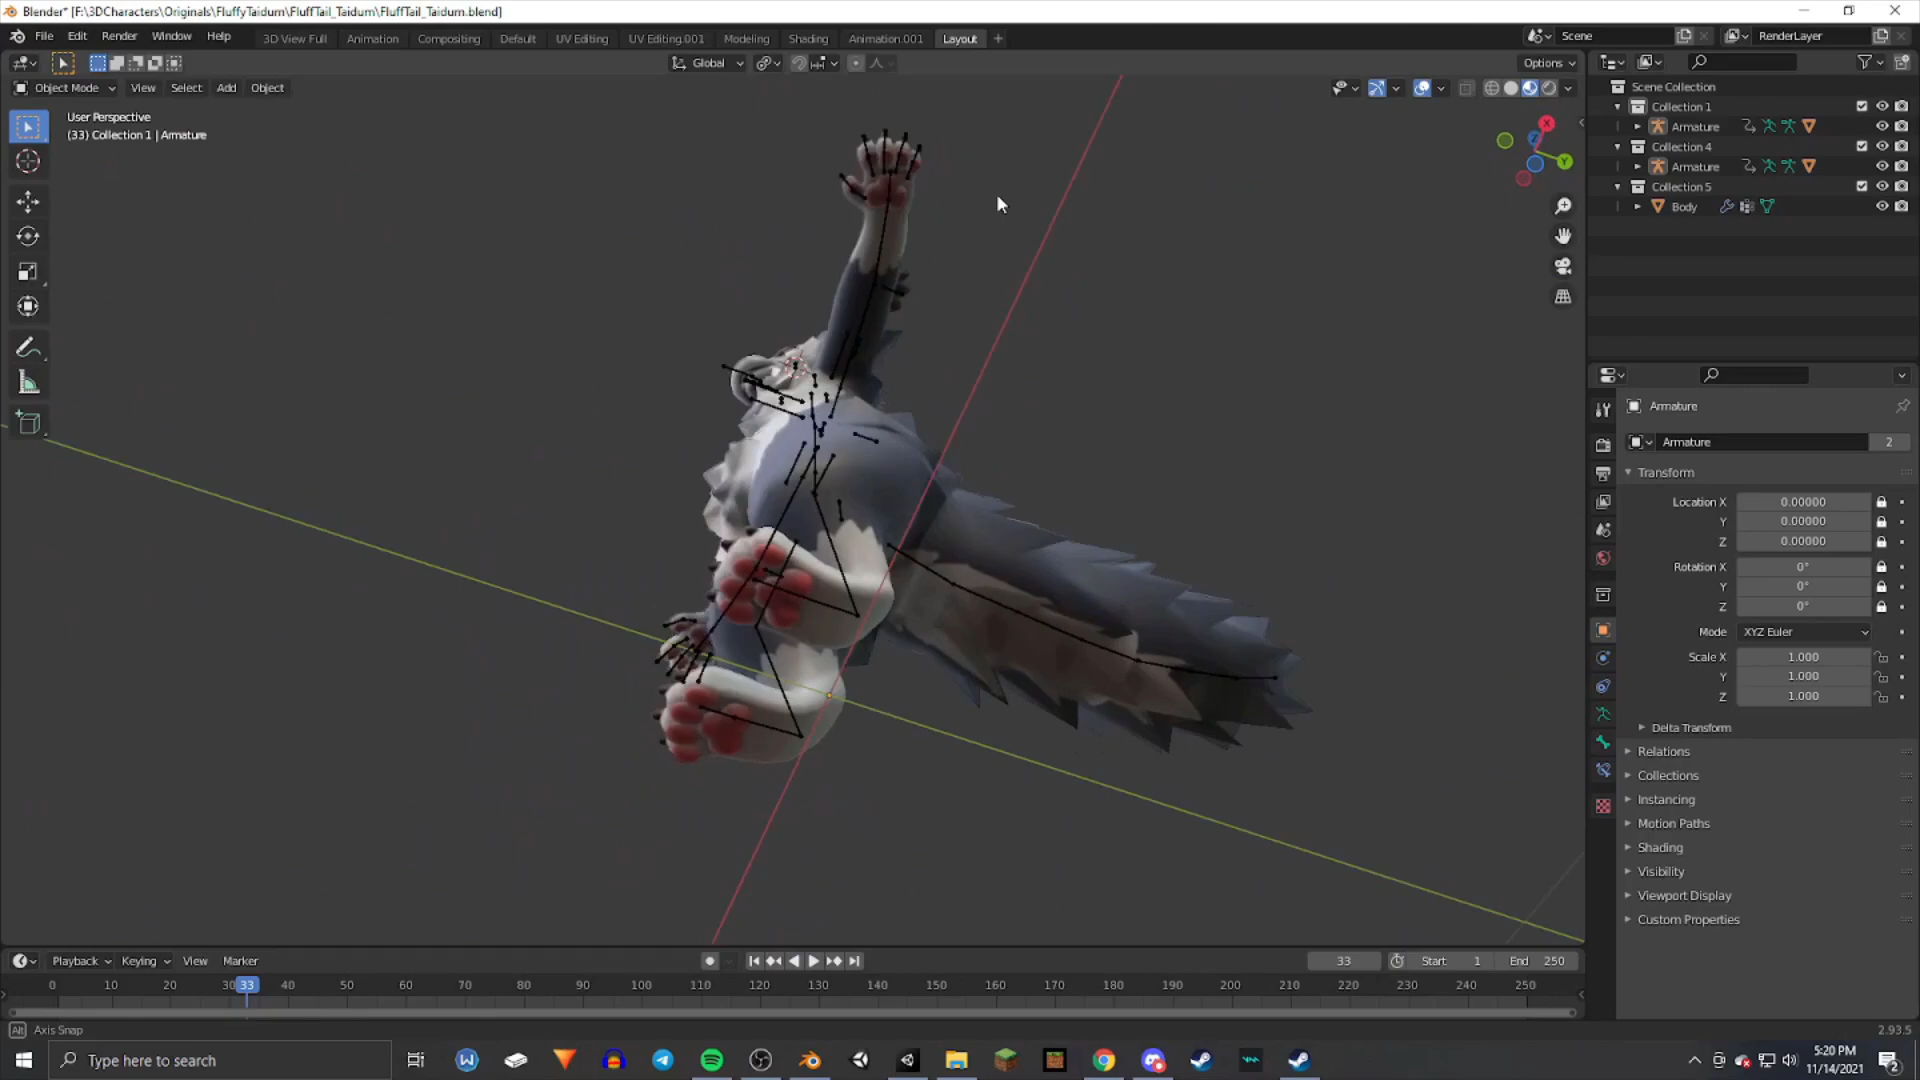 Blender* [F:\3DCharacters\Originals\FluffyTaidum\FluffTail_Taidum\FluffTail_Taidum.blend]
File Edit Render Window Help 3D View Full Animation Compositing Default UV Editing UV Editing.001 Modeling Shading Animation.001 Layout + Scene RenderLayer
Global Options
Object Mode View Select Add Object
User Perspective
(33) Collection 1 | Armature
X
Y
Z
Scene Collection
Collection 1
Armature
Collection 4
Armature
Collection 5
Body
Armature
Armature 2
Transform
Location X 0.00000
Y 0.00000
Z 0.00000
Rotation X 0°
Y 0°
Z 0°
Mode XYZ Euler
Scale X 1.000
Y 1.000
Z 1.000
Delta Transform
Relations
Collections
Instancing
Motion Paths
Shading
Visibility
Viewport Display
Custom Properties
Playback Keying View Marker 33 Start 1 End 250
0 10 20 30 33 40 50 60 70 80 90 100 110 120 130 140 150 160 170 180 190 200 210 220 230 240 250
Alt Axis Snap 2.93.5
Type here to search
5:20 PM
11/14/2021
2